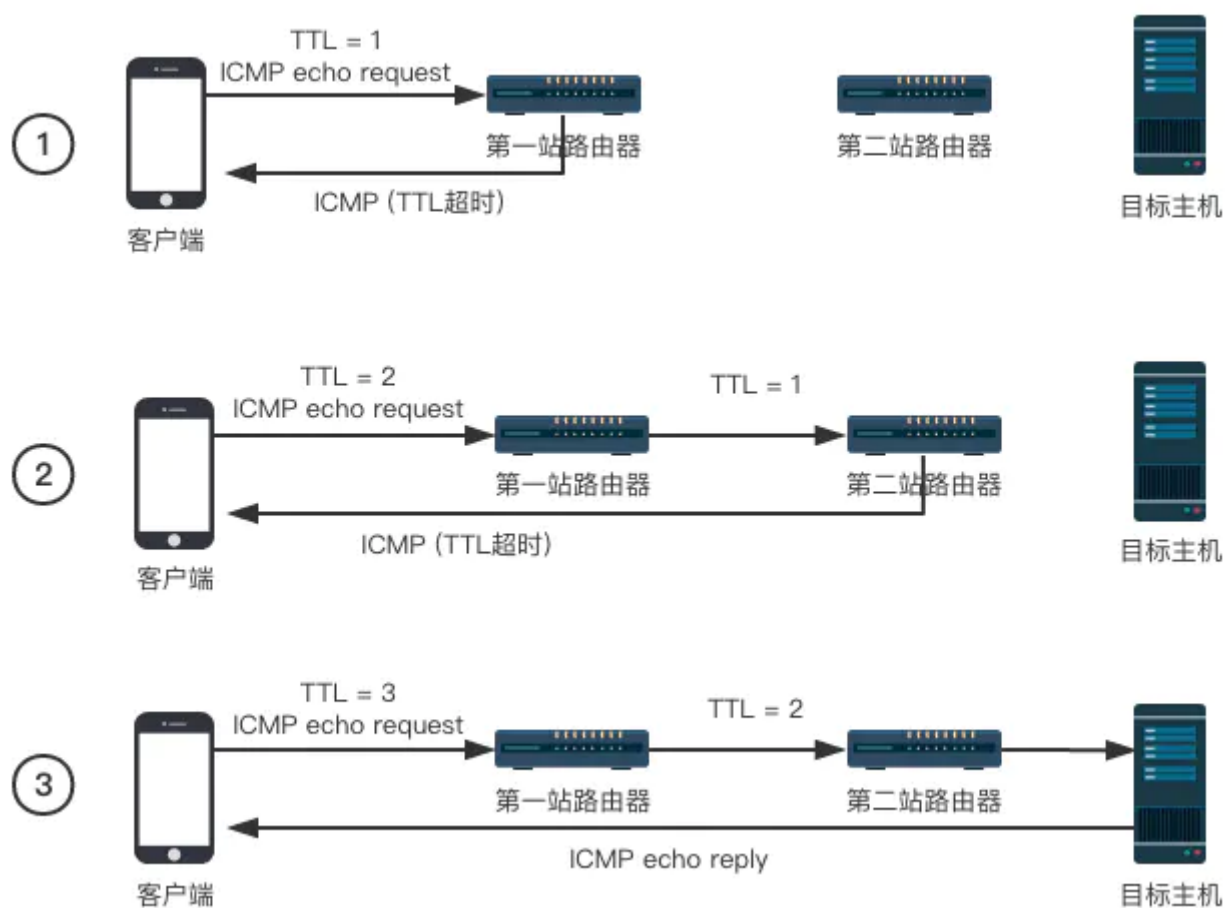 TTL = 1
ICMP echo request
1
第一站路由器
第二站路由器
ICMP (TTL超时)
目标主机
客户端
TTL = 2
ICMP echo request
TTL = 1
2
第一站路由器
第二站路由器
ICMP (TTL超时)
目标主机
客户端
TTL = 3
ICMP echo request
TTL = 2
3
第一站路由器
第二站路由器
ICMP echo reply
客户端
目标主机